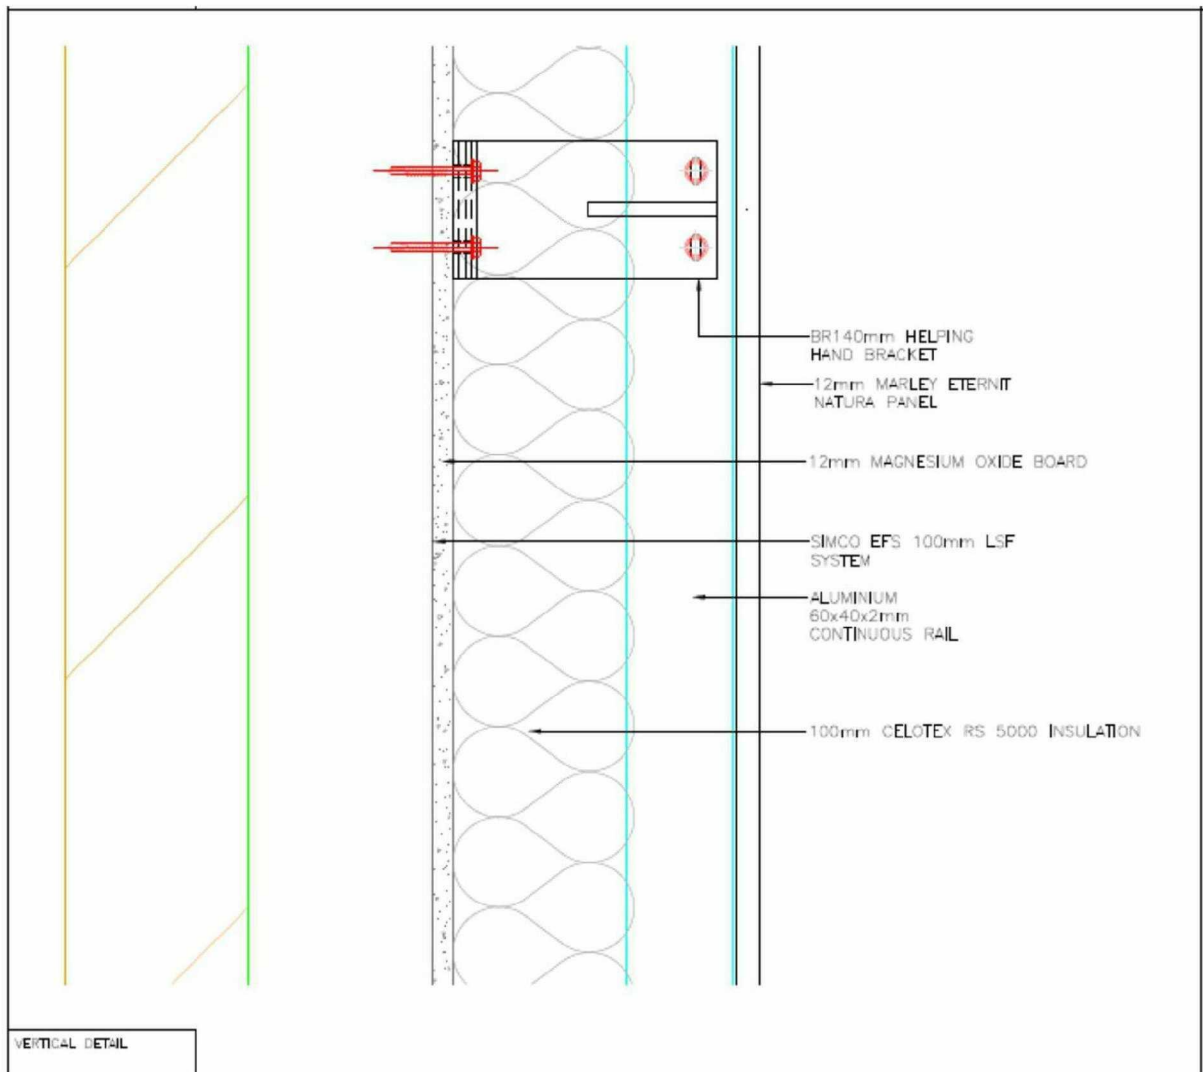 BR140mm HELPING
HAND BRACKET
12mm MARLEY ETERNIT
NATURA PANEL
12mm MAGNESIUM OXIDE BOARD
SIMCO EFS 100mm LSF
SYSTEM
ALUMINIUM
60x40x2mm
CONTINUOUS RAIL
100mm CELOTEX RS 5000 INSULATION
VERTICAL DETAIL